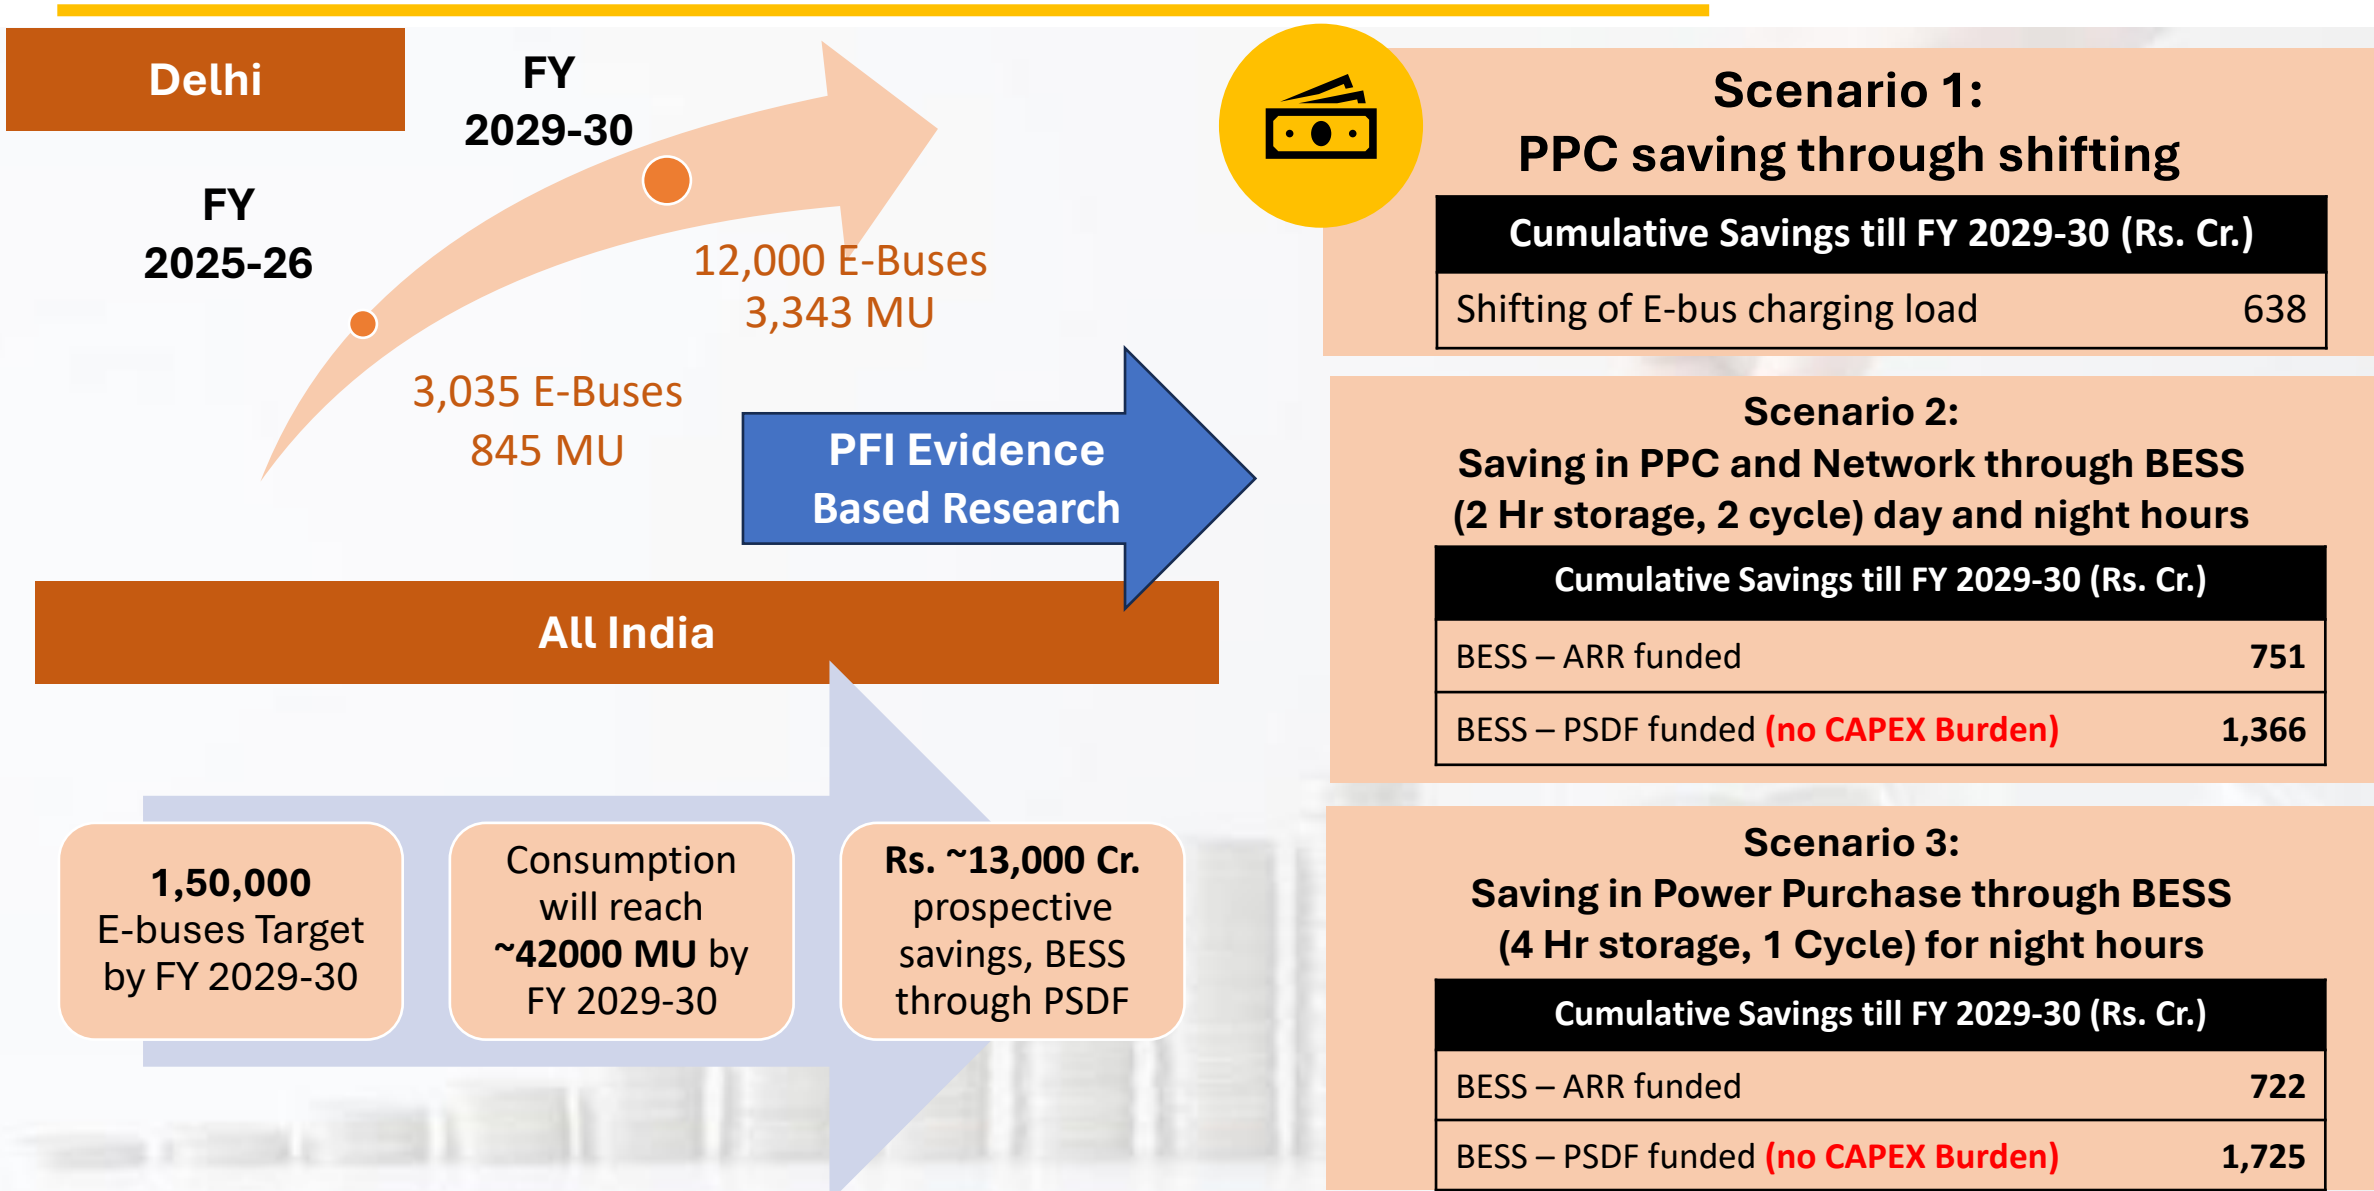 Delhi
FY
2029-30
FY
2025-26
12,000 E-Buses
3,343 MU
3,035 E-Buses
845 MU
PFI Evidence
Based Research
All India
1,50,000
E-buses Target
by FY 2029-30
Consumption
will reach
~42000 MU by
FY 2029-30
Rs. ~13,000 Cr.
prospective
savings, BESS
through PSDF
Scenario 1:
PPC saving through shifting
Cumulative Savings till FY 2029-30 (Rs. Cr.)
Shifting of E-bus charging load 638
Scenario 2:
Saving in PPC and Network through BESS
(2 Hr storage, 2 cycle) day and night hours
Cumulative Savings till FY 2029-30 (Rs. Cr.)
BESS – ARR funded 751
BESS – PSDF funded (no CAPEX Burden) 1,366
Scenario 3:
Saving in Power Purchase through BESS
(4 Hr storage, 1 Cycle) for night hours
Cumulative Savings till FY 2029-30 (Rs. Cr.)
BESS – ARR funded 722
BESS – PSDF funded (no CAPEX Burden) 1,725